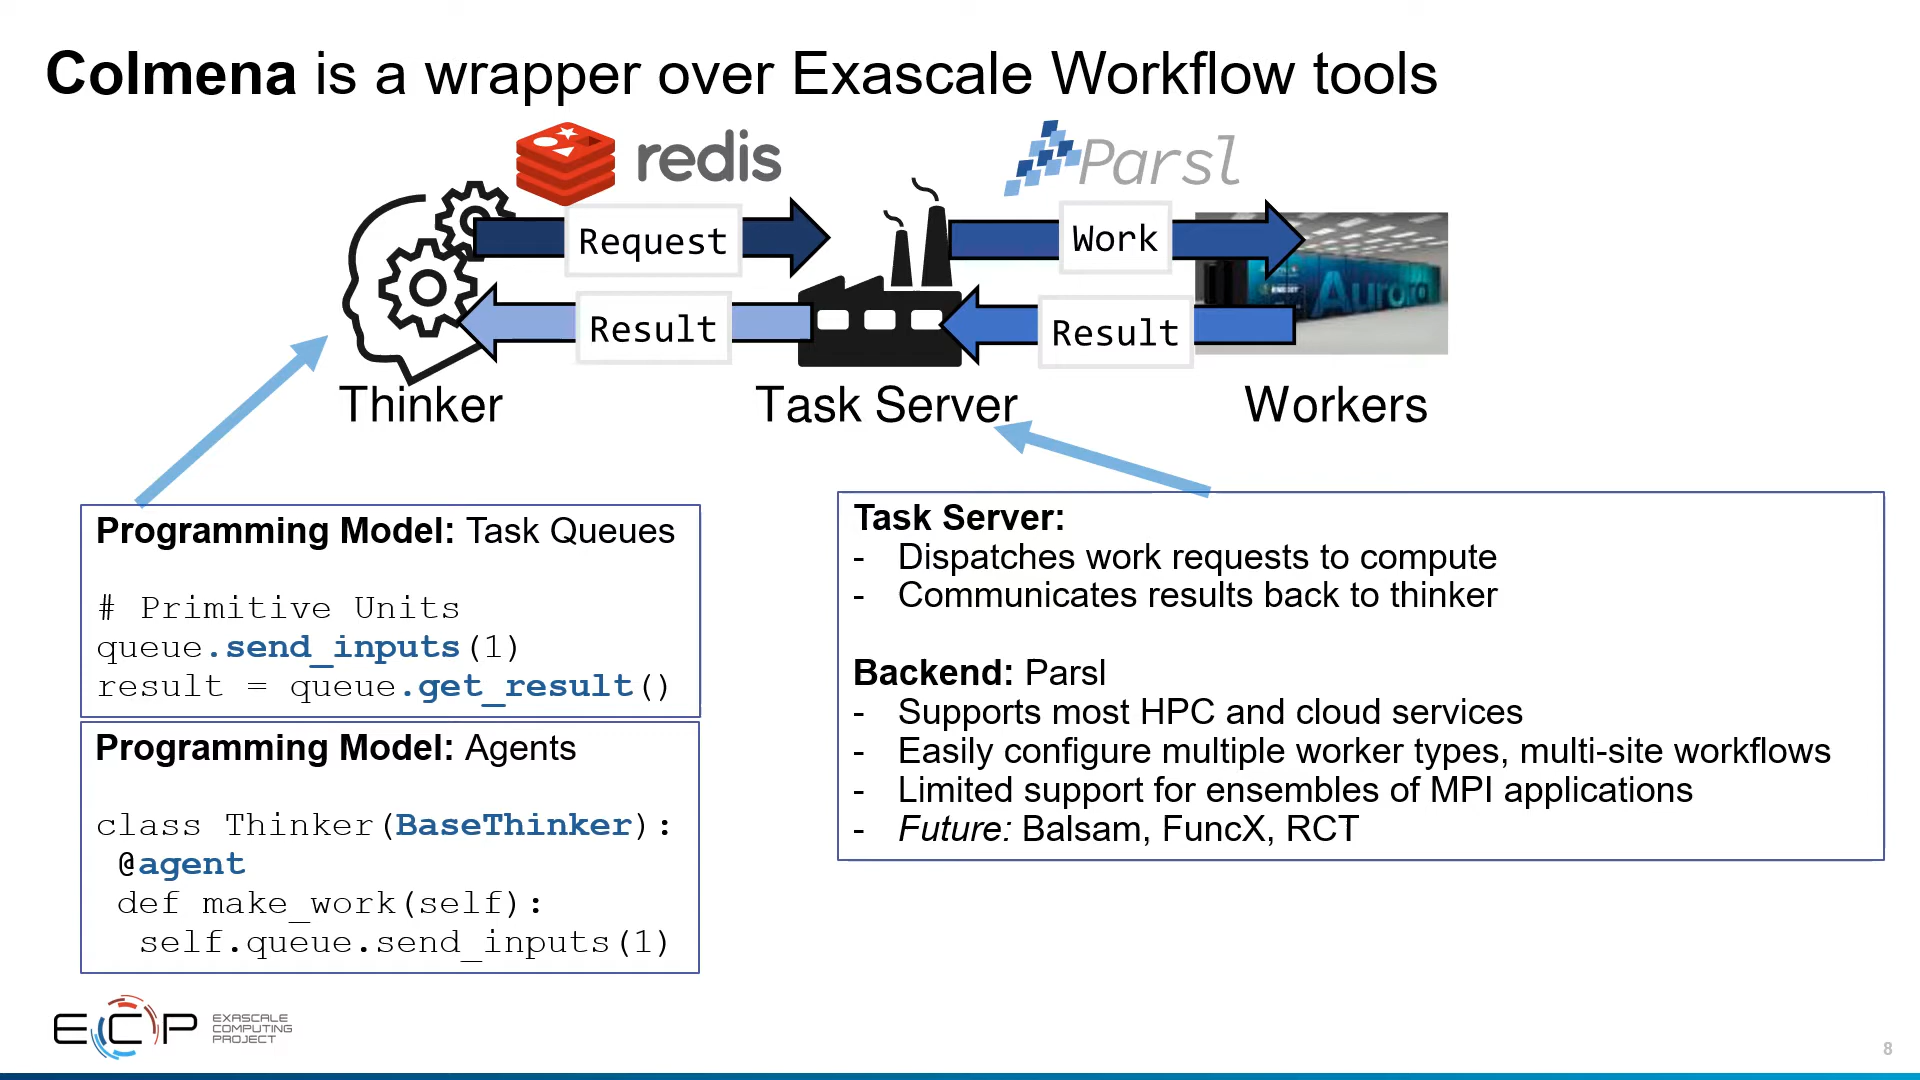 Colmena is a wrapper over Exascale Workflow tools
redis
Parsl
Request
Work
Result
Result
Aurora
Thinker
Task Server
Workers
Programming Model: Task Queues
# Primitive Units
queue.send_inputs(1)
result = queue.get_result()
Programming Model: Agents
class Thinker(BaseThinker):
@agent
def make_work(self):
self.queue.send_inputs(1)
Task Server:
- Dispatches work requests to compute
- Communicates results back to thinker
Backend: Parsl
- Supports most HPC and cloud services
- Easily configure multiple worker types, multi-site workflows
- Limited support for ensembles of MPI applications
- Future: Balsam, FuncX, RCT
ECP
EXASCALE
COMPUTING
PROJECT
8